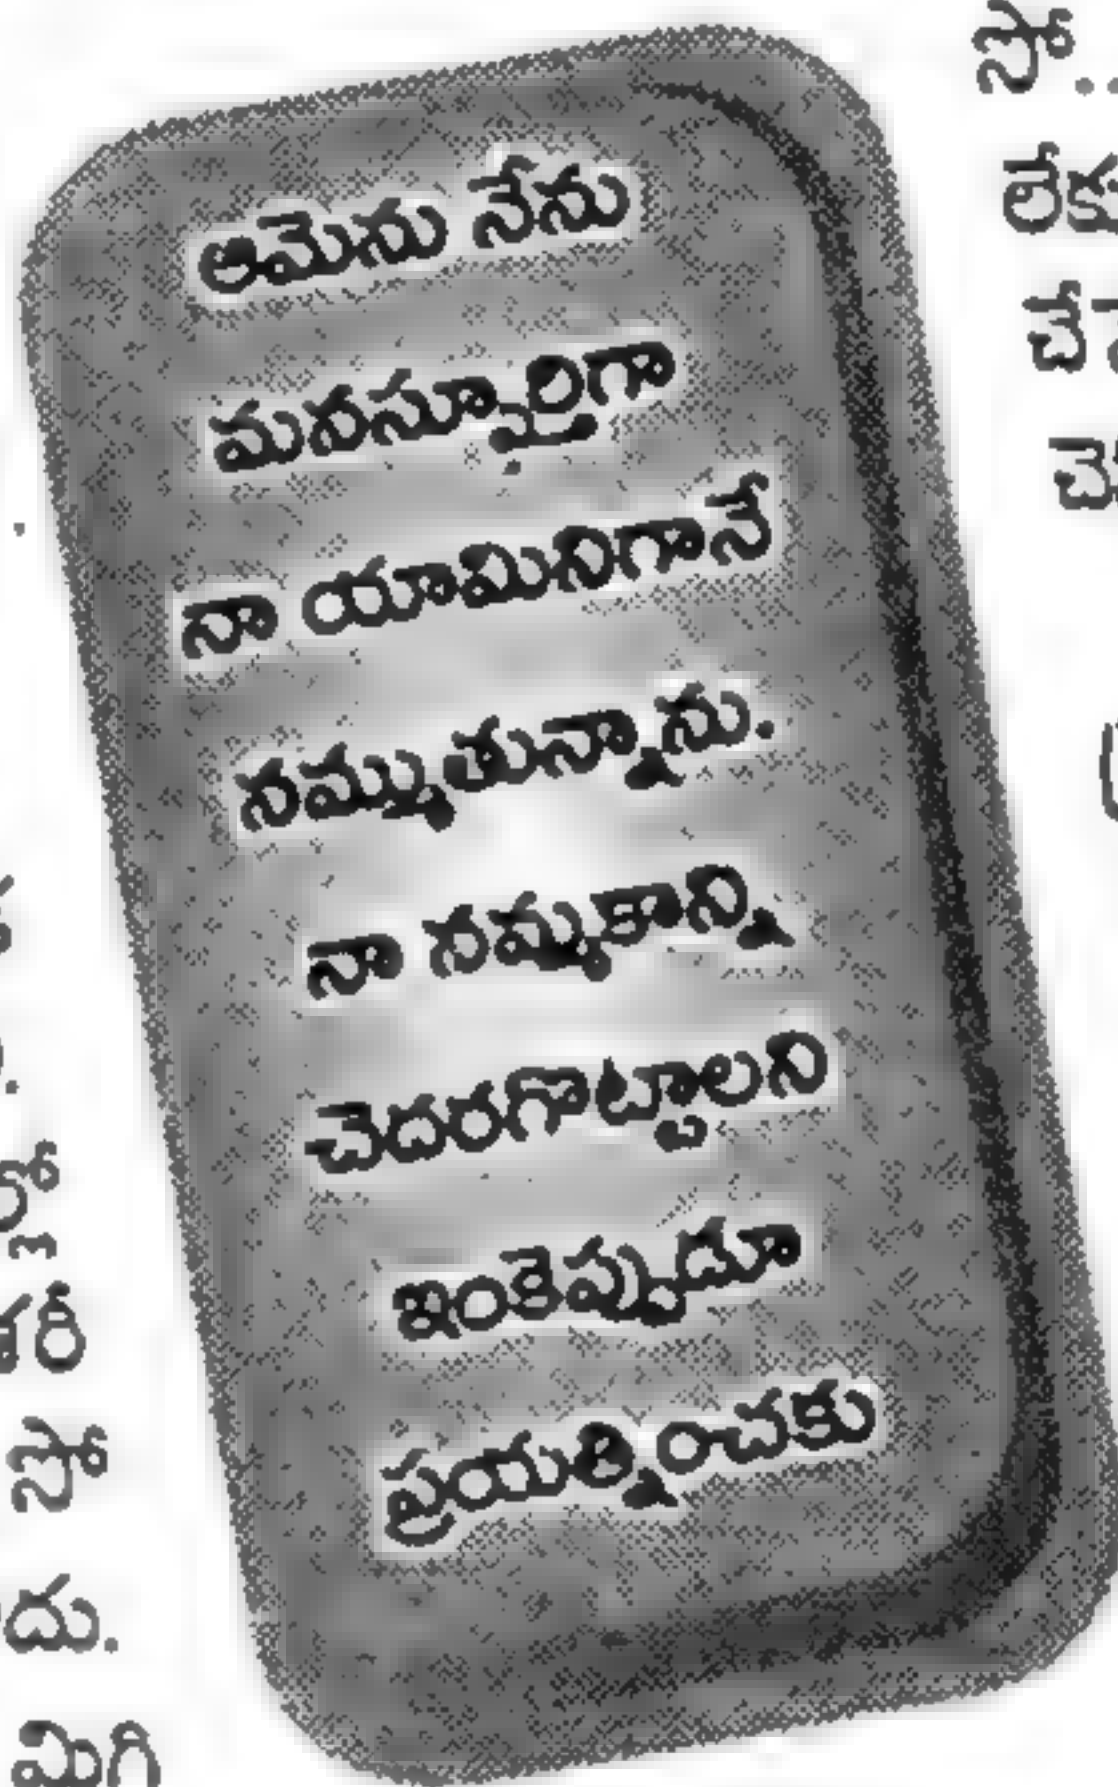 ఆమెను నేను
మనస్ఫూర్తిగా
నా యామినిగానే
నమ్ముతున్నాను.
నా నమ్మకాన్ని
చెదరగొట్టాలని
ఇంకెప్పుడూ
ప్రయత్నించకు
సో..
లేకు
సో
దు.
మిగి